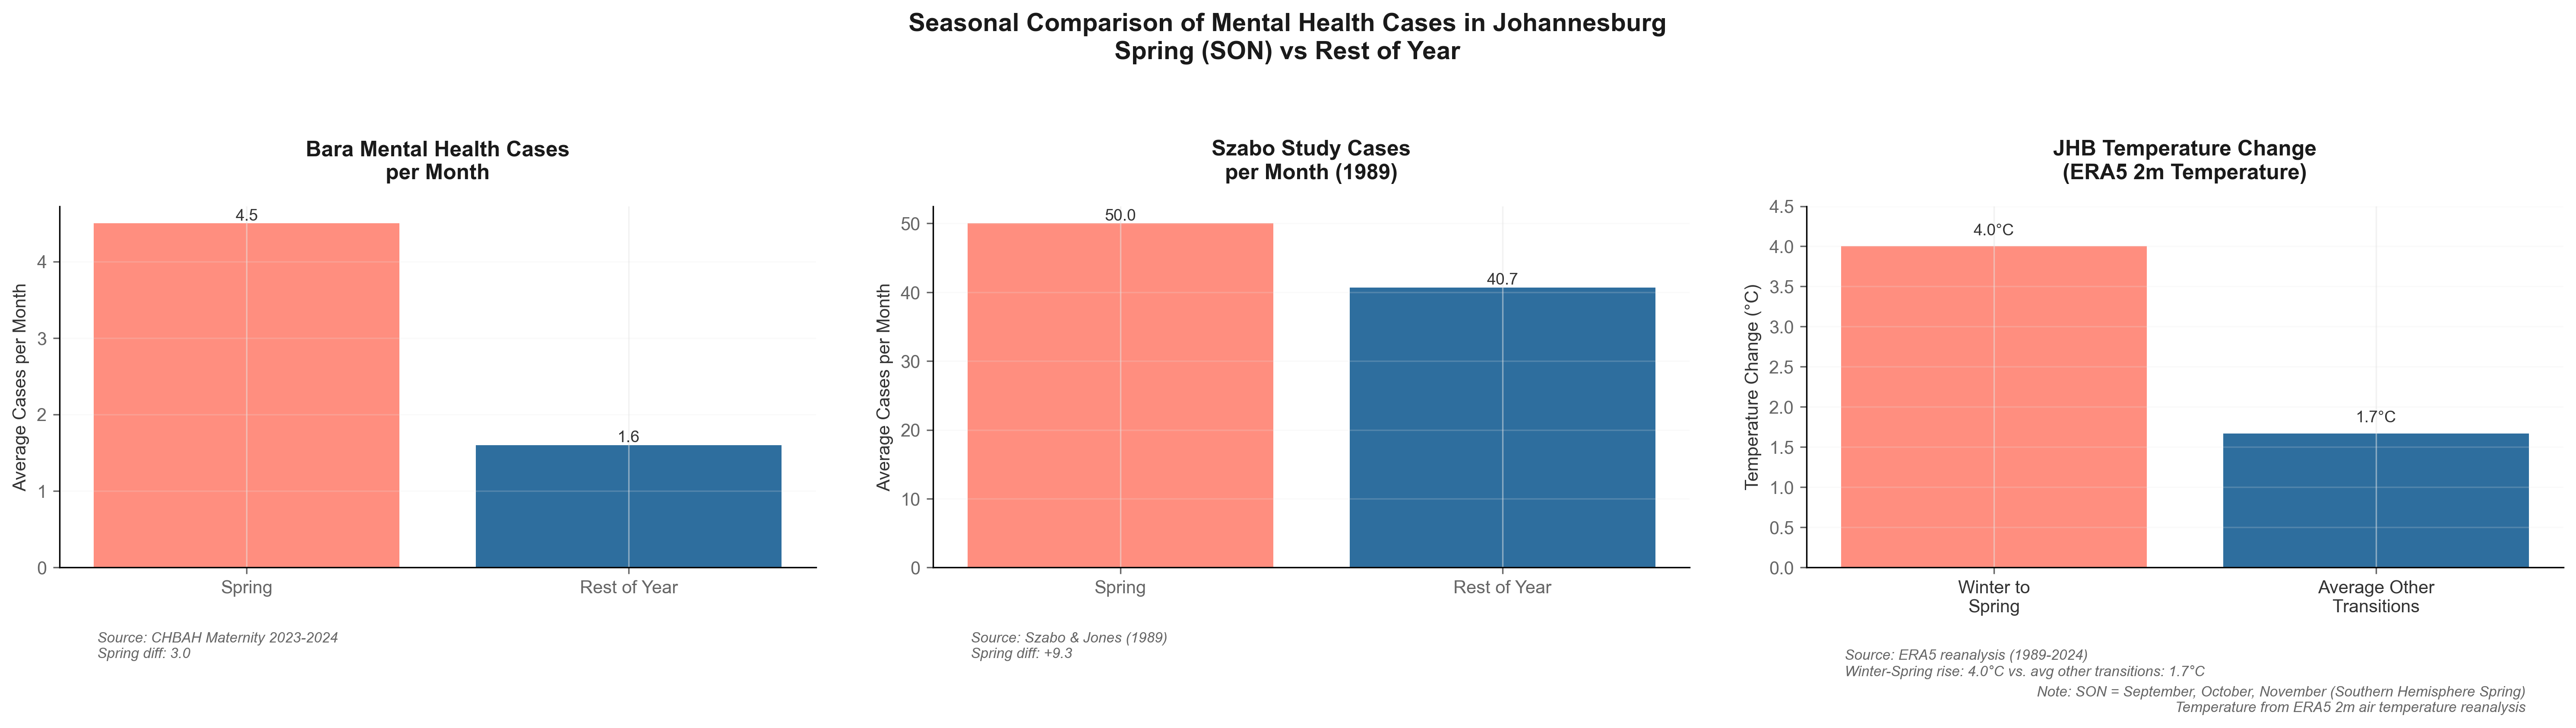 Seasonal Comparison of Mental Health Cases in Johannesburg
Spring (SON) vs Rest of Year
Bara Mental Health Cases
per Month
Average Cases per Month
4
3
2
1
0
4.5
1.6
Spring
Rest of Year
Source: CHBAH Maternity 2023-2024
Spring diff: 3.0
Szabo Study Cases
per Month (1989)
Average Cases per Month
50
40
30
20
10
0
50.0
40.7
Spring
Rest of Year
Source: Szabo & Jones (1989)
Spring diff: +9.3
JHB Temperature Change
(ERA5 2m Temperature)
Temperature Change (°C)
4.5
4.0
3.5
3.0
2.5
2.0
1.5
1.0
0.5
0.0
4.0°C
1.7°C
Winter to
Spring
Average Other
Transitions
Source: ERA5 reanalysis (1989-2024)
Winter-Spring rise: 4.0°C vs. avg other transitions: 1.7°C
Note: SON = September, October, November (Southern Hemisphere Spring)
Temperature from ERA5 2m air temperature reanalysis